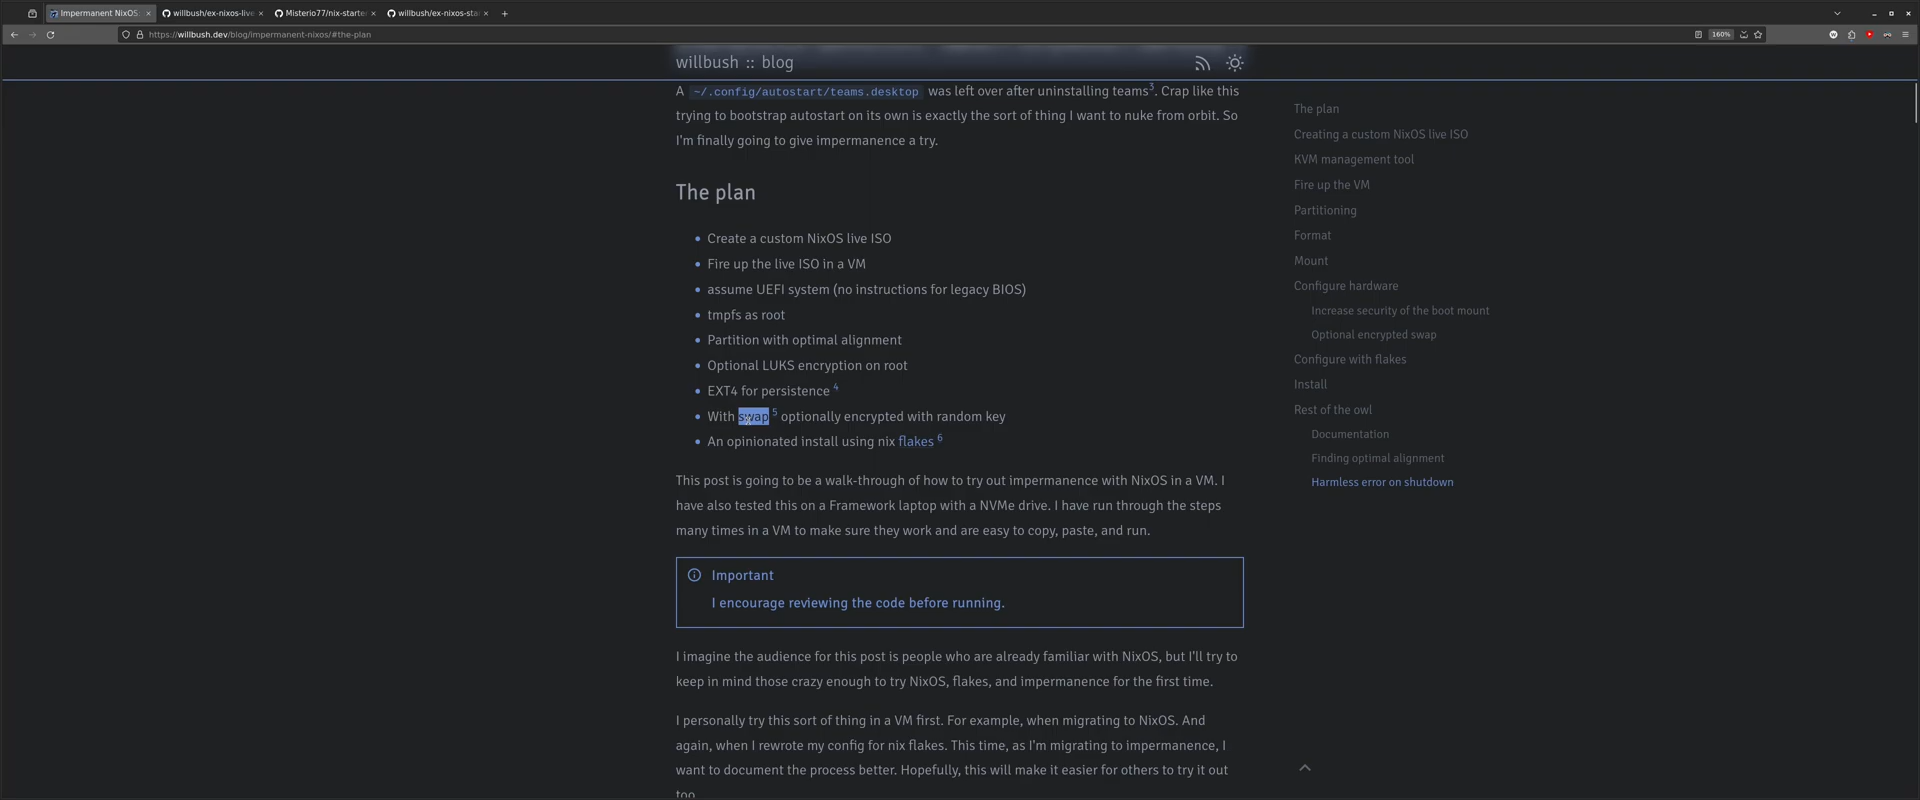 Impermanent NixOS:
willbush/ex-nixos-live
Misterio77/nix-starter
willbush/ex-nixos-sta
https://willbush.dev/blog/impermanent-nixos/#the-plan
160%
willbush :: blog
A ~/.config/autostart/teams.desktop was left over after uninstalling teams3. Crap like this
trying to bootstrap autostart on its own is exactly the sort of thing I want to nuke from orbit. So
I'm finally going to give impermanence a try.
The plan
Create a custom NixOS live ISO
Fire up the live ISO in a VM
assume UEFI system (no instructions for legacy BIOS)
tmpfs as root
Partition with optimal alignment
Optional LUKS encryption on root
EXT4 for persistence 4
With swap 5 optionally encrypted with random key
An opinionated install using nix flakes 6
This post is going to be a walk-through of how to try out impermanence with NixOS in a VM. I
have also tested this on a Framework laptop with a NVMe drive. I have run through the steps
many times in a VM to make sure they work and are easy to copy, paste, and run.
Important
I encourage reviewing the code before running.
I imagine the audience for this post is people who are already familiar with NixOS, but I'll try to
keep in mind those crazy enough to try NixOS, flakes, and impermanence for the first time.
I personally try this sort of thing in a VM first. For example, when migrating to NixOS. And
again, when I rewrote my config for nix flakes. This time, as I'm migrating to impermanence, I
want to document the process better. Hopefully, this will make it easier for others to try it out
too.
The plan
Creating a custom NixOS live ISO
KVM management tool
Fire up the VM
Partitioning
Format
Mount
Configure hardware
Increase security of the boot mount
Optional encrypted swap
Configure with flakes
Install
Rest of the owl
Documentation
Finding optimal alignment
Harmless error on shutdown